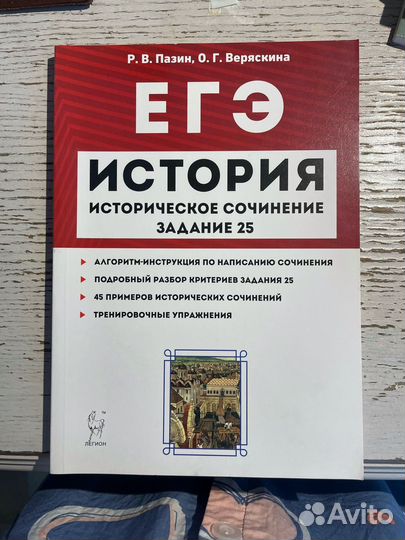 Р. В. Пазин, О. Г. Веряскина
ЕГЭ
ИСТОРИЯ
ИСТОРИЧЕСКОЕ СОЧИНЕНИЕ
ЗАДАНИЕ 25
АЛГОРИТМ-ИНСТРУКЦИЯ ПО НАПИСАНИЮ СОЧИНЕНИЯ
ПОДРОБНЫЙ РАЗБОР КРИТЕРИЕВ ЗАДАНИЯ 25
45 ПРИМЕРОВ ИСТОРИЧЕСКИХ СОЧИНЕНИЙ
ТРЕНИРОВОЧНЫЕ УПРАЖНЕНИЯ
ЛЕГИОН
Avito